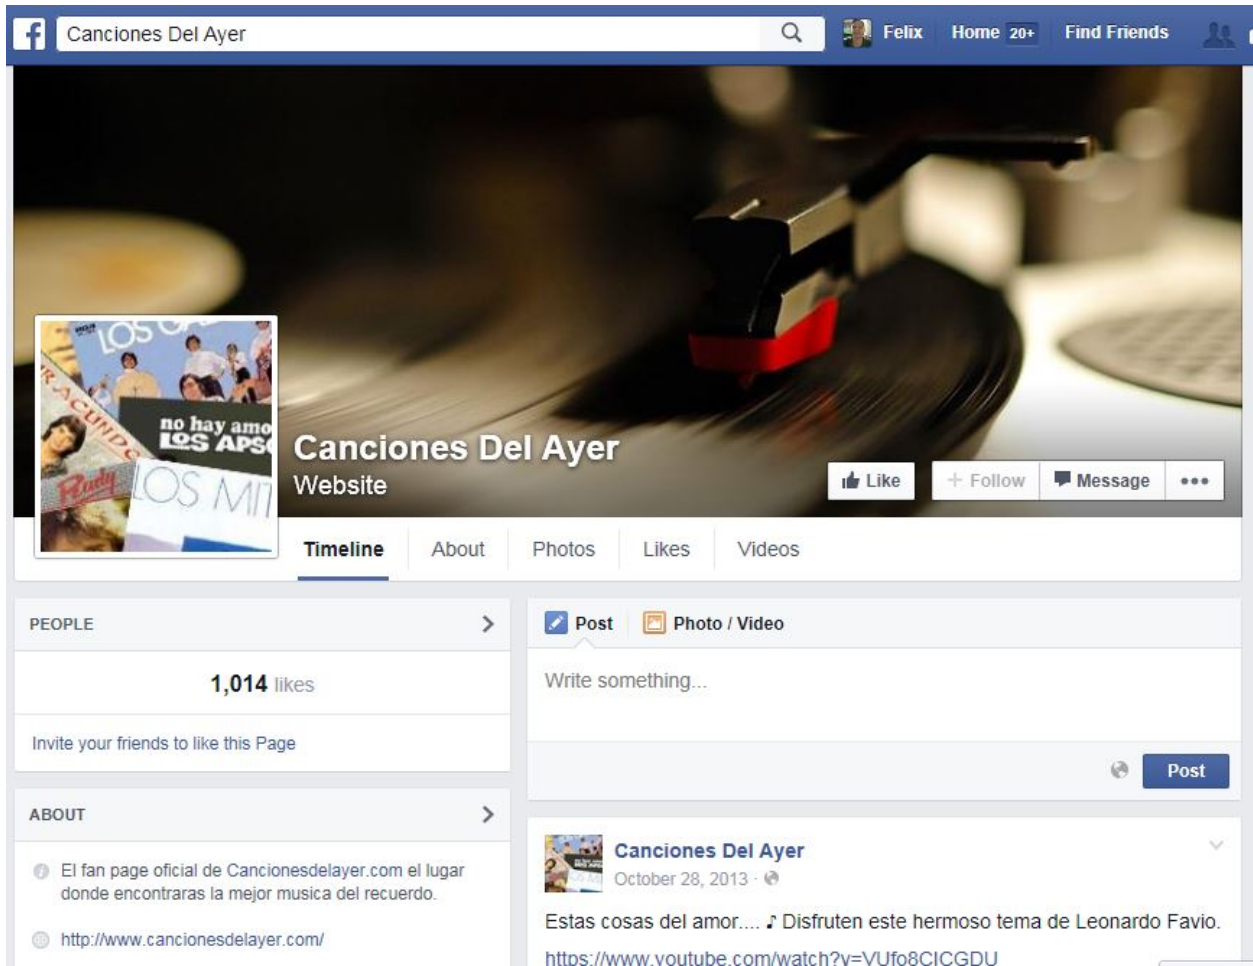 Canciones Del Ayer
Felix Home 20+ Find Friends
LOS
no hay amo
LOS APS
Rudy
LOS MIT
Canciones Del Ayer
Website
Like Follow Message
Timeline About Photos Likes Videos
PEOPLE
1,014 likes
Invite your friends to like this Page
ABOUT
El fan page oficial de Cancionesdelayer.com el lugar
donde encontraras la mejor musica del recuerdo.
http://www.cancionesdelayer.com/
Post Photo / Video
Write something...
Post
Canciones Del Ayer
October 28, 2013
Estas cosas del amor.... ♪ Disfruten este hermoso tema de Leonardo Favio.
https://www.youtube.com/watch?v=VUfo8CICGDU